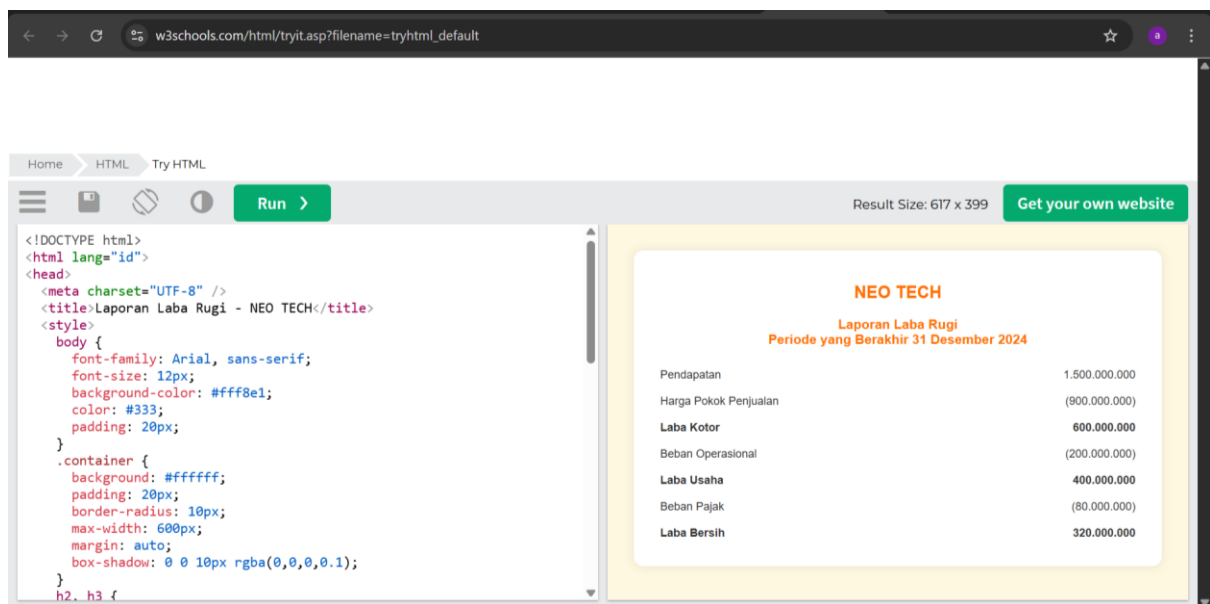 w3schools.com/html/tryit.asp?filename=tryhtml_default
a
Home HTML Try HTML
Run
Result Size: 617 x 399
Get your own website
<!DOCTYPE html>
<html lang="id">
<head>
<meta charset="UTF-8" />
<title>Laporan Laba Rugi - NEO TECH</title>
<style>
body {
font-family: Arial, sans-serif;
font-size: 12px;
background-color: #fff8e1;
color: #333;
padding: 20px;
}
.container {
background: #ffffff;
padding: 20px;
border-radius: 10px;
max-width: 600px;
margin: auto;
box-shadow: 0 0 10px rgba(0,0,0,0.1);
}
h2, h3 {
NEO TECH
Laporan Laba Rugi
Periode yang Berakhir 31 Desember 2024
Pendapatan 1.500.000.000
Harga Pokok Penjualan (900.000.000)
Laba Kotor 600.000.000
Beban Operasional (200.000.000)
Laba Usaha 400.000.000
Beban Pajak (80.000.000)
Laba Bersih 320.000.000